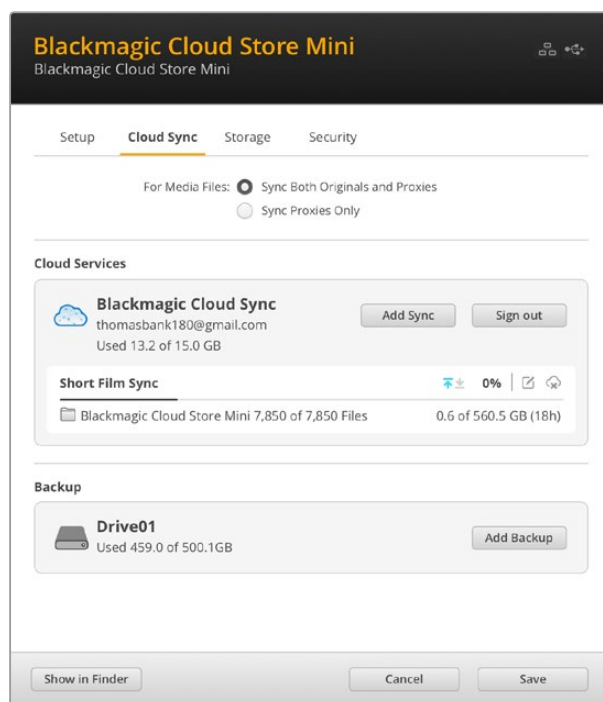 Blackmagic Cloud Store Mini
Blackmagic Cloud Store Mini
Setup Cloud Sync Storage Security
For Media Files: Sync Both Originals and Proxies
Sync Proxies Only
Cloud Services
Blackmagic Cloud Sync
thomasbank180@gmail.com
Used 13.2 of 15.0 GB
Add Sync Sign out
Short Film Sync 0%
Blackmagic Cloud Store Mini 7,850 of 7,850 Files 0.6 of 560.5 GB (18h)
Backup
Drive01
Used 459.0 of 500.1GB
Add Backup
Show in Finder Cancel Save